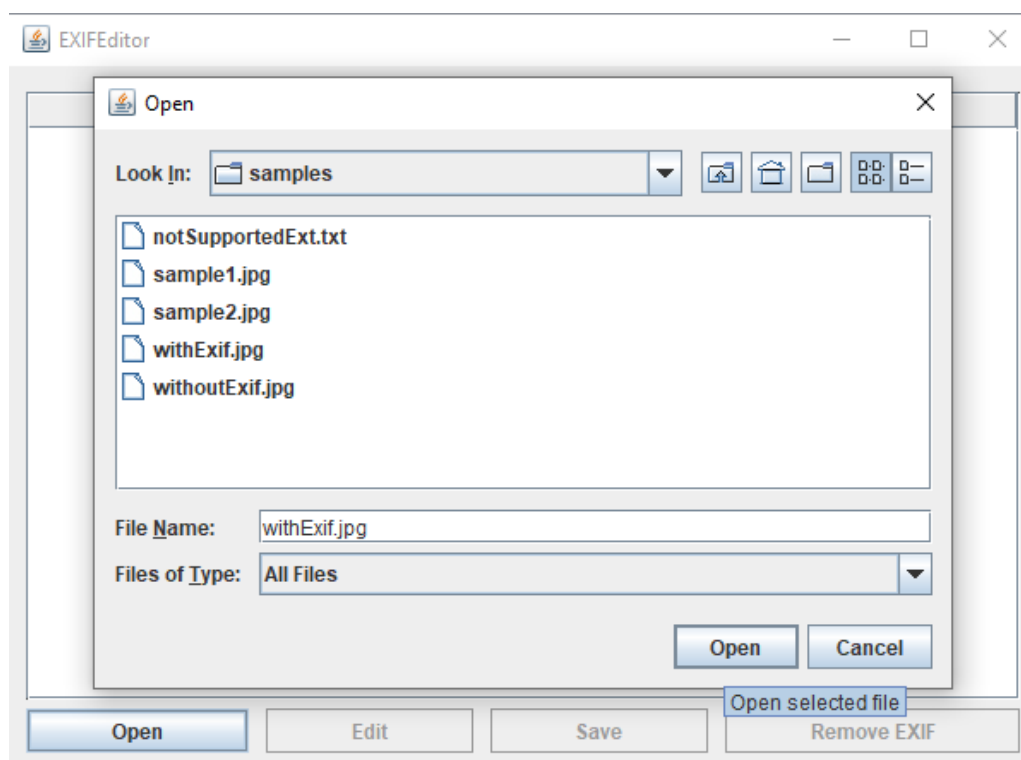 EXIFEditor
Open
Look In: samples
notSupportedExt.txt
sample1.jpg
sample2.jpg
withExif.jpg
withoutExif.jpg
File Name: withExif.jpg
Files of Type: All Files
Open Cancel
Open selected file
Open Edit Save Remove EXIF